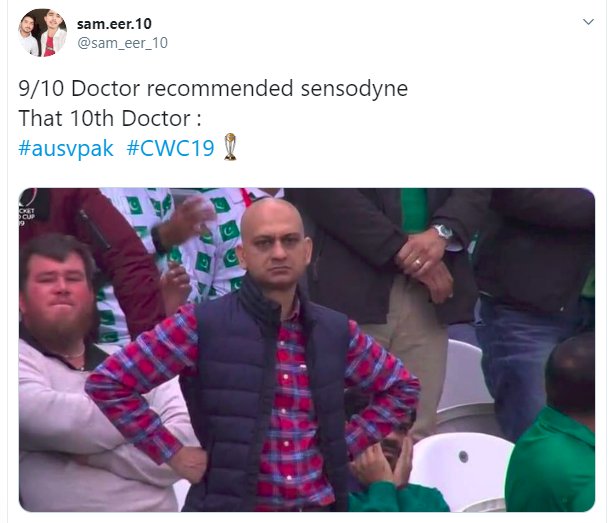 sam.eer.10
@sam_eer_10
9/10 Doctor recommended sensodyne
That 10th Doctor :
#ausvpak #CWC19